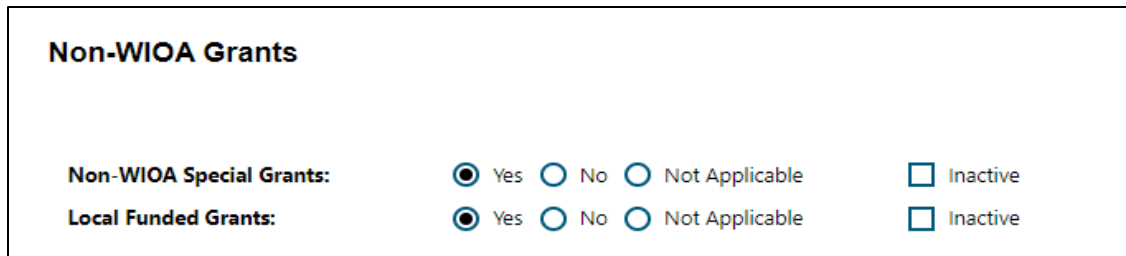 Non-WIOA Grants
Non-WIOA Special Grants: Yes No Not Applicable Inactive
Local Funded Grants: Yes No Not Applicable Inactive